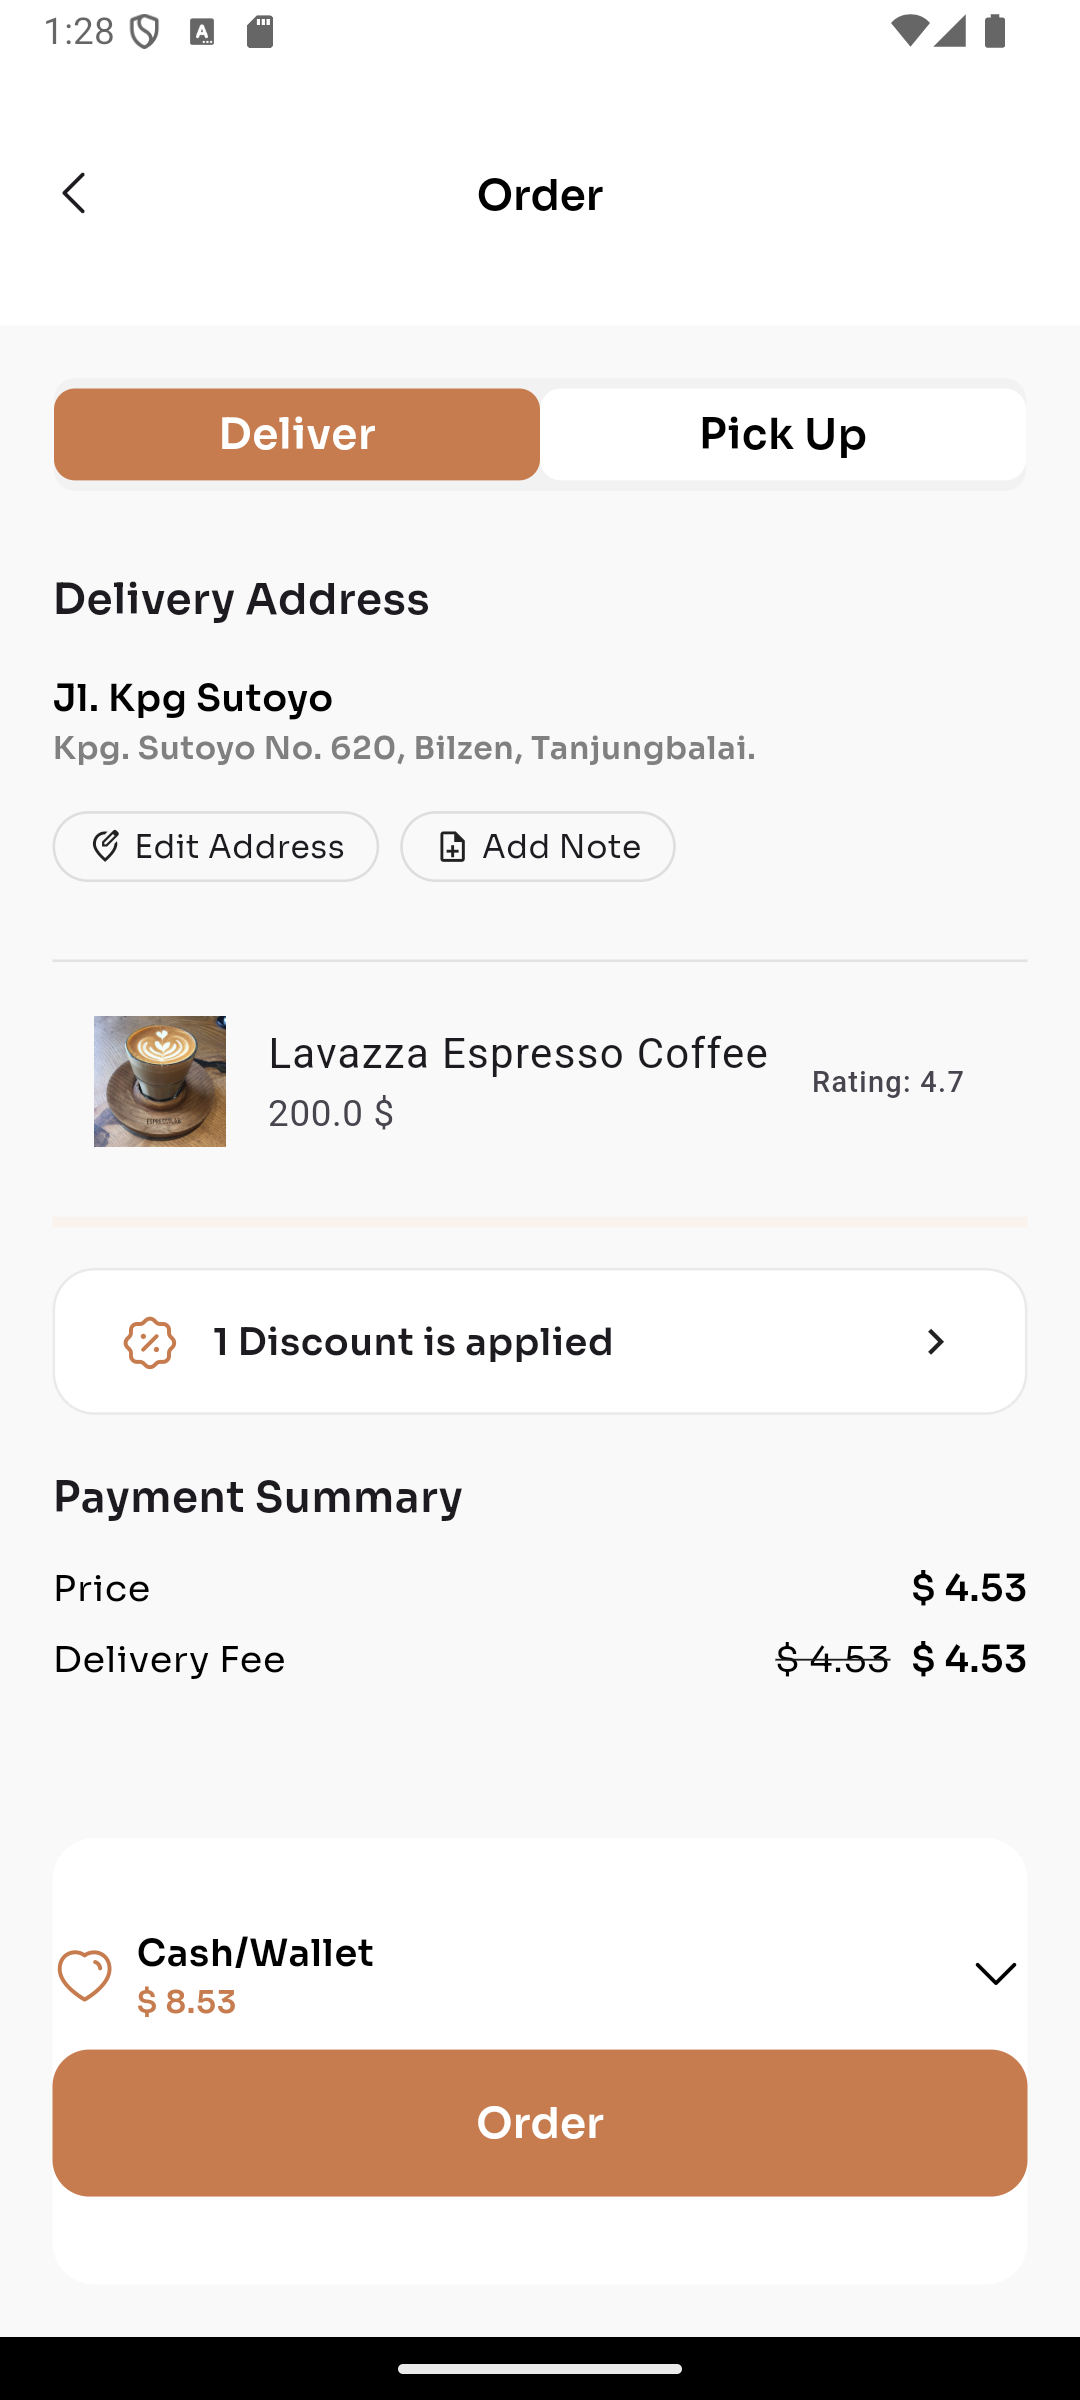 1:28
Order
Deliver
Pick Up
Delivery Address
Jl. Kpg Sutoyo
Kpg. Sutoyo No. 620, Bilzen, Tanjungbalai.
Edit Address
Add Note
Lavazza Espresso Coffee
200.0 $
Rating: 4.7
1 Discount is applied
Payment Summary
Price $ 4.53
Delivery Fee $ 4.53 $ 4.53
Cash/Wallet
$ 8.53
Order